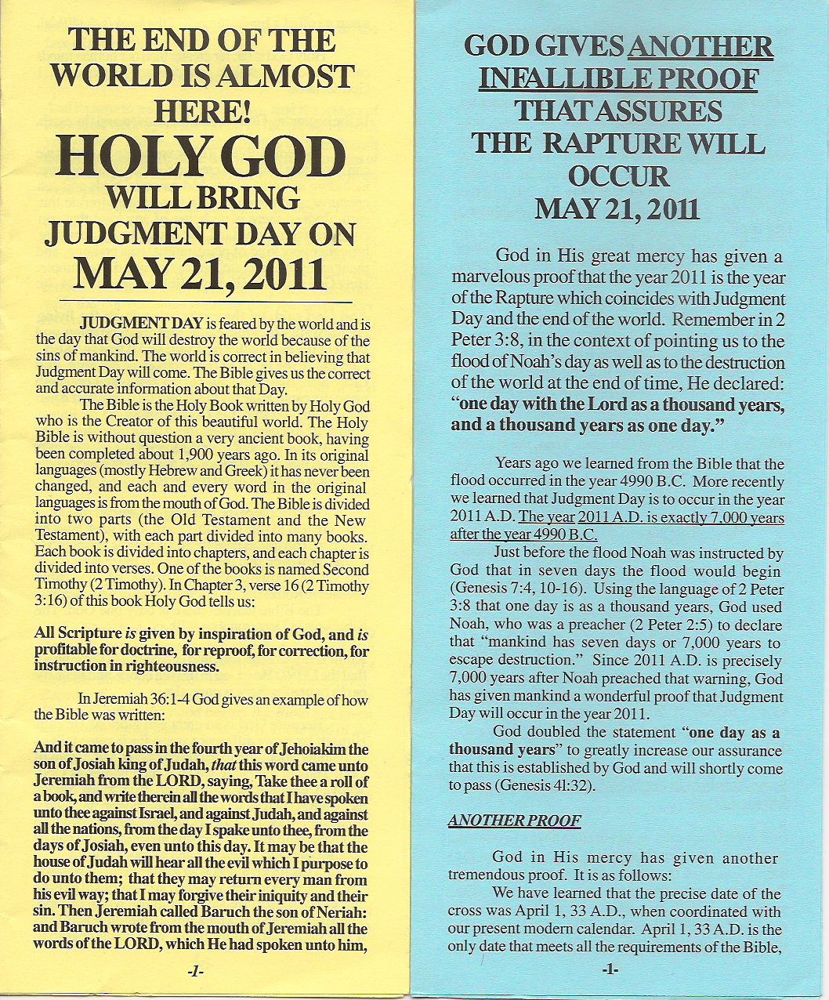 THE END OF THE
WORLD IS ALMOST
HERE!
HOLY GOD
WILL BRING
JUDGMENT DAY ON
MAY 21, 2011
JUDGMENT DAY is feared by the world and is
the day that God will destroy the world because of the
sins of mankind. The world is correct in believing that
Judgment Day will come. The Bible gives us the correct
and accurate information about that Day.
The Bible is the Holy Book written by Holy God
who is the Creator of this beautiful world. The Holy
Bible is without question a very ancient book, having
been completed about 1,900 years ago. In its original
languages (mostly Hebrew and Greek) it has never been
changed, and each and every word in the original
languages is from the mouth of God. The Bible is divided
into two parts (the Old Testament and the New
Testament), with each part divided into many books.
Each book is divided into chapters, and each chapter is
divided into verses. One of the books is named Second
Timothy (2 Timothy). In Chapter 3, verse 16 (2 Timothy
3:16) of this book Holy God tells us:
All Scripture is given by inspiration of God, and is
profitable for doctrine, for reproof, for correction, for
instruction in righteousness.
In Jeremiah 36:1-4 God gives an example of how
the Bible was written:
And it came to pass in the fourth year of Jehoiakim the
son of Josiah king of Judah, that this word came unto
Jeremiah from the LORD, saying, Take thee a roll of
a book, and write therein all the words that I have spoken
unto thee against Israel, and against Judah, and against
all the nations, from the day I spake unto thee, from the
days of Josiah, even unto this day. It may be that the
house of Judah will hear all the evil which I purpose to
do unto them; that they may return every man from
his evil way; that I may forgive their iniquity and their
sin. Then Jeremiah called Baruch the son of Neriah:
and Baruch wrote from the mouth of Jeremiah all the
words of the LORD, which He had spoken unto him,
-1-
GOD GIVES ANOTHER
INFALLIBLE PROOF
THAT ASSURES
THE RAPTURE WILL
OCCUR
MAY 21, 2011
God in His great mercy has given a
marvelous proof that the year 2011 is the year
of the Rapture which coincides with Judgment
Day and the end of the world. Remember in 2
Peter 3:8, in the context of pointing us to the
flood of Noah's day as well as to the destruction
of the world at the end of time, He declared:
“one day with the Lord as a thousand years,
and a thousand years as one day.”
Years ago we learned from the Bible that the
flood occurred in the year 4990 B.C. More recently
we learned that Judgment Day is to occur in the year
2011 A.D. The year 2011 A.D. is exactly 7,000 years
after the year 4990 B.C.
Just before the flood Noah was instructed by
God that in seven days the flood would begin
(Genesis 7:4, 10-16). Using the language of 2 Peter
3:8 that one day is as a thousand years, God used
Noah, who was a preacher (2 Peter 2:5) to declare
that “mankind has seven days or 7,000 years to
escape destruction.” Since 2011 A.D. is precisely
7,000 years after Noah preached that warning, God
has given mankind a wonderful proof that Judgment
Day will occur in the year 2011.
God doubled the statement “one day as a
thousand years” to greatly increase our assurance
that this is established by God and will shortly come
to pass (Genesis 41:32).
ANOTHER PROOF
God in His mercy has given another
tremendous proof. It is as follows:
We have learned that the precise date of the
cross was April 1, 33 A.D., when coordinated with
our present modern calendar. April 1, 33 A.D. is the
only date that meets all the requirements of the Bible,
-1-